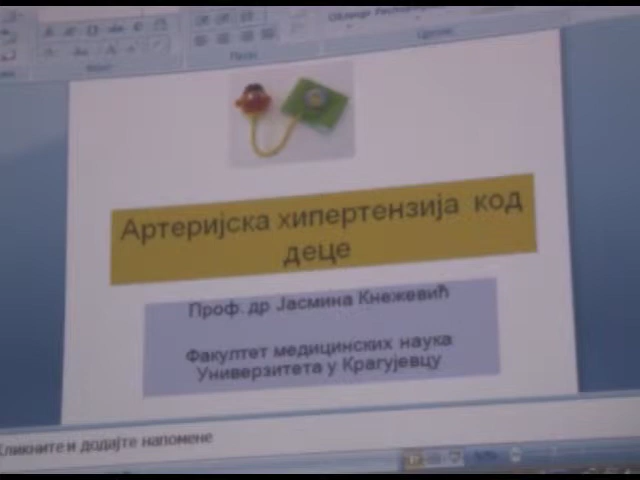 Артеријска хипертензија код
деце
Проф. др Јасмина Кнежевић
Факултет медицинских наука
Универзитета у Крагујевцу
Кликните и додајте напомене